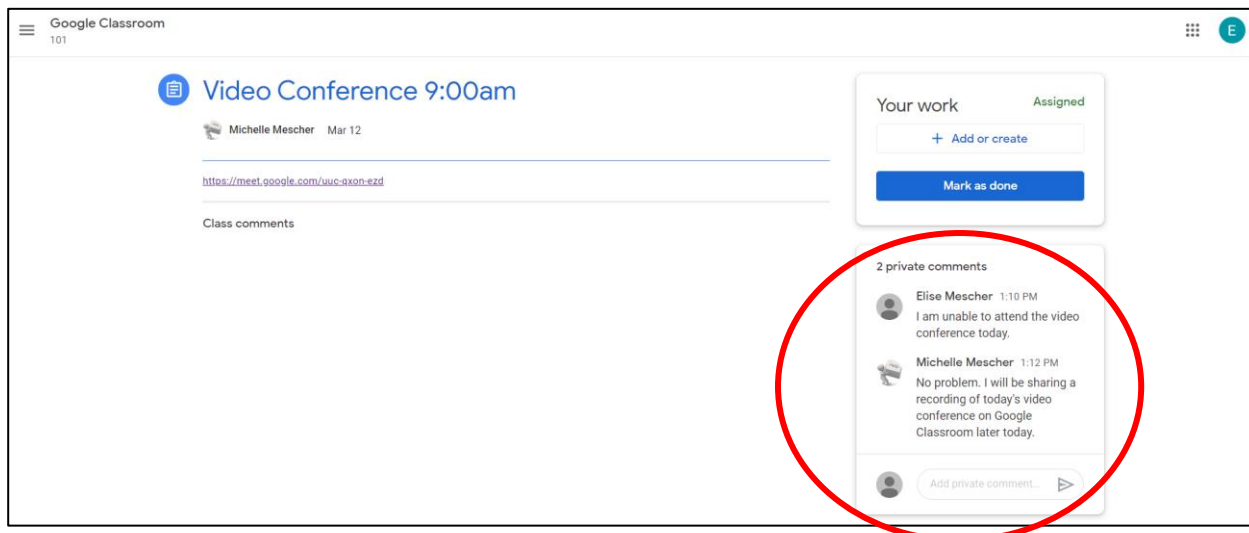 Google Classroom
101
E
Video Conference 9:00am
Michelle Mescher Mar 12
https://meet.google.com/uuc-qxon-ezd
Class comments
Your work Assigned
+ Add or create
Mark as done
2 private comments
Elise Mescher 1:10 PM
I am unable to attend the video
conference today.
Michelle Mescher 1:12 PM
No problem. I will be sharing a
recording of today's video
conference on Google
Classroom later today.
Add private comment...